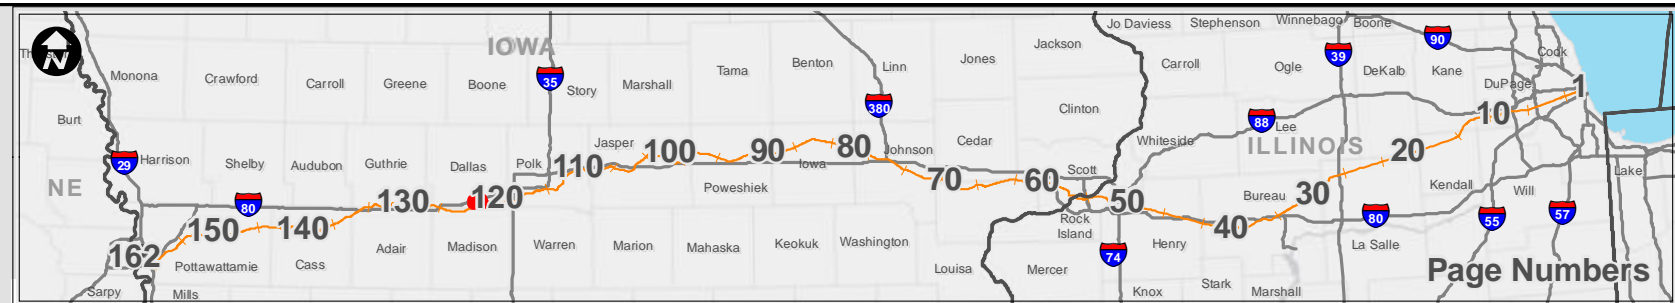 N
IOWA
ILLINOIS
NE
Monona
Crawford
Carroll
Greene
Boone
Story
Marshall
Tama
Benton
Linn
Jones
Jackson
Jo Daviess
Stephenson
Winnebago
Boone
Carroll
Ogle
DeKalb
Kane
Cook
DuPage
Burt
Harrison
Shelby
Audubon
Guthrie
Dallas
Polk
Jasper
Poweshiek
Iowa
Johnson
Cedar
Clinton
Scott
Whiteside
Lee
Bureau
Kendall
Will
Lake
Pottawattamie
Cass
Adair
Madison
Warren
Marion
Mahaska
Keokuk
Washington
Louisa
Mercer
Rock
Island
Henry
Knox
Stark
Marshall
La Salle
Sarpy
Mills
29
80
35
380
74
88
39
90
80
55
57
162
150
140
130
120
110
100
90
80
70
60
50
40
30
20
10
1
Page Numbers